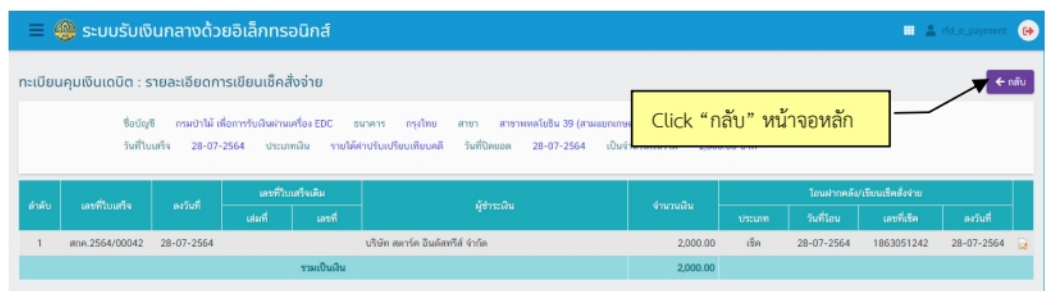 ระบบรับเงินกลางด้วยอิเล็กทรอนิกส์
rfd_e_payment
ทะเบียนคุมเงินเดบิต : รายละเอียดการเขียนเช็คสั่งจ่าย
กลับ
Click “กลับ” หน้าจอหลัก
ชื่อบัญชี กรมป่าไม้ เพื่อการรับเงินผ่านเครื่อง EDC ธนาคาร กรุงไทย สาขา สาขาพหลโยธิน 39
วันที่ใบเสร็จ 28-07-2564 ประเภทเงิน รายได้ค่าปรับเปรียบเทียบคดี วันที่ปิดยอด 28-07-2564
ลำดับ เลขที่ใบเสร็จ ลงวันที่ เลขที่ใบเสร็จเดิม ผู้ชำระเงิน จำนวนเงิน โอนฝากคลัง/เขียนเช็คสั่งจ่าย
เล่มที่ เลขที่ ประเภท วันที่โอน เลขที่เช็ค ลงวันที่
1 สกค.2564/00042 28-07-2564 บริษัท สตาร์ค อินดัสทรีส์ จำกัด 2,000.00 เช็ค 28-07-2564 1863051242 28-07-2564
รวมเป็นเงิน 2,000.00